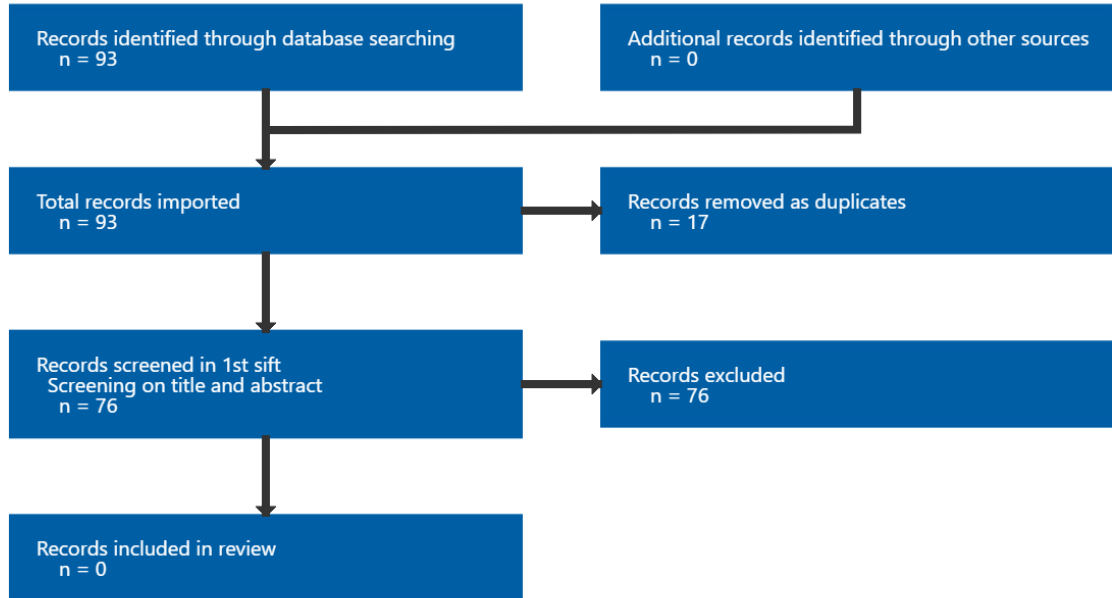 Records identified through database searching
n = 93
Additional records identified through other sources
n = 0
Total records imported
n = 93
Records removed as duplicates
n = 17
Records screened in 1st sift
Screening on title and abstract
n = 76
Records excluded
n = 76
Records included in review
n = 0